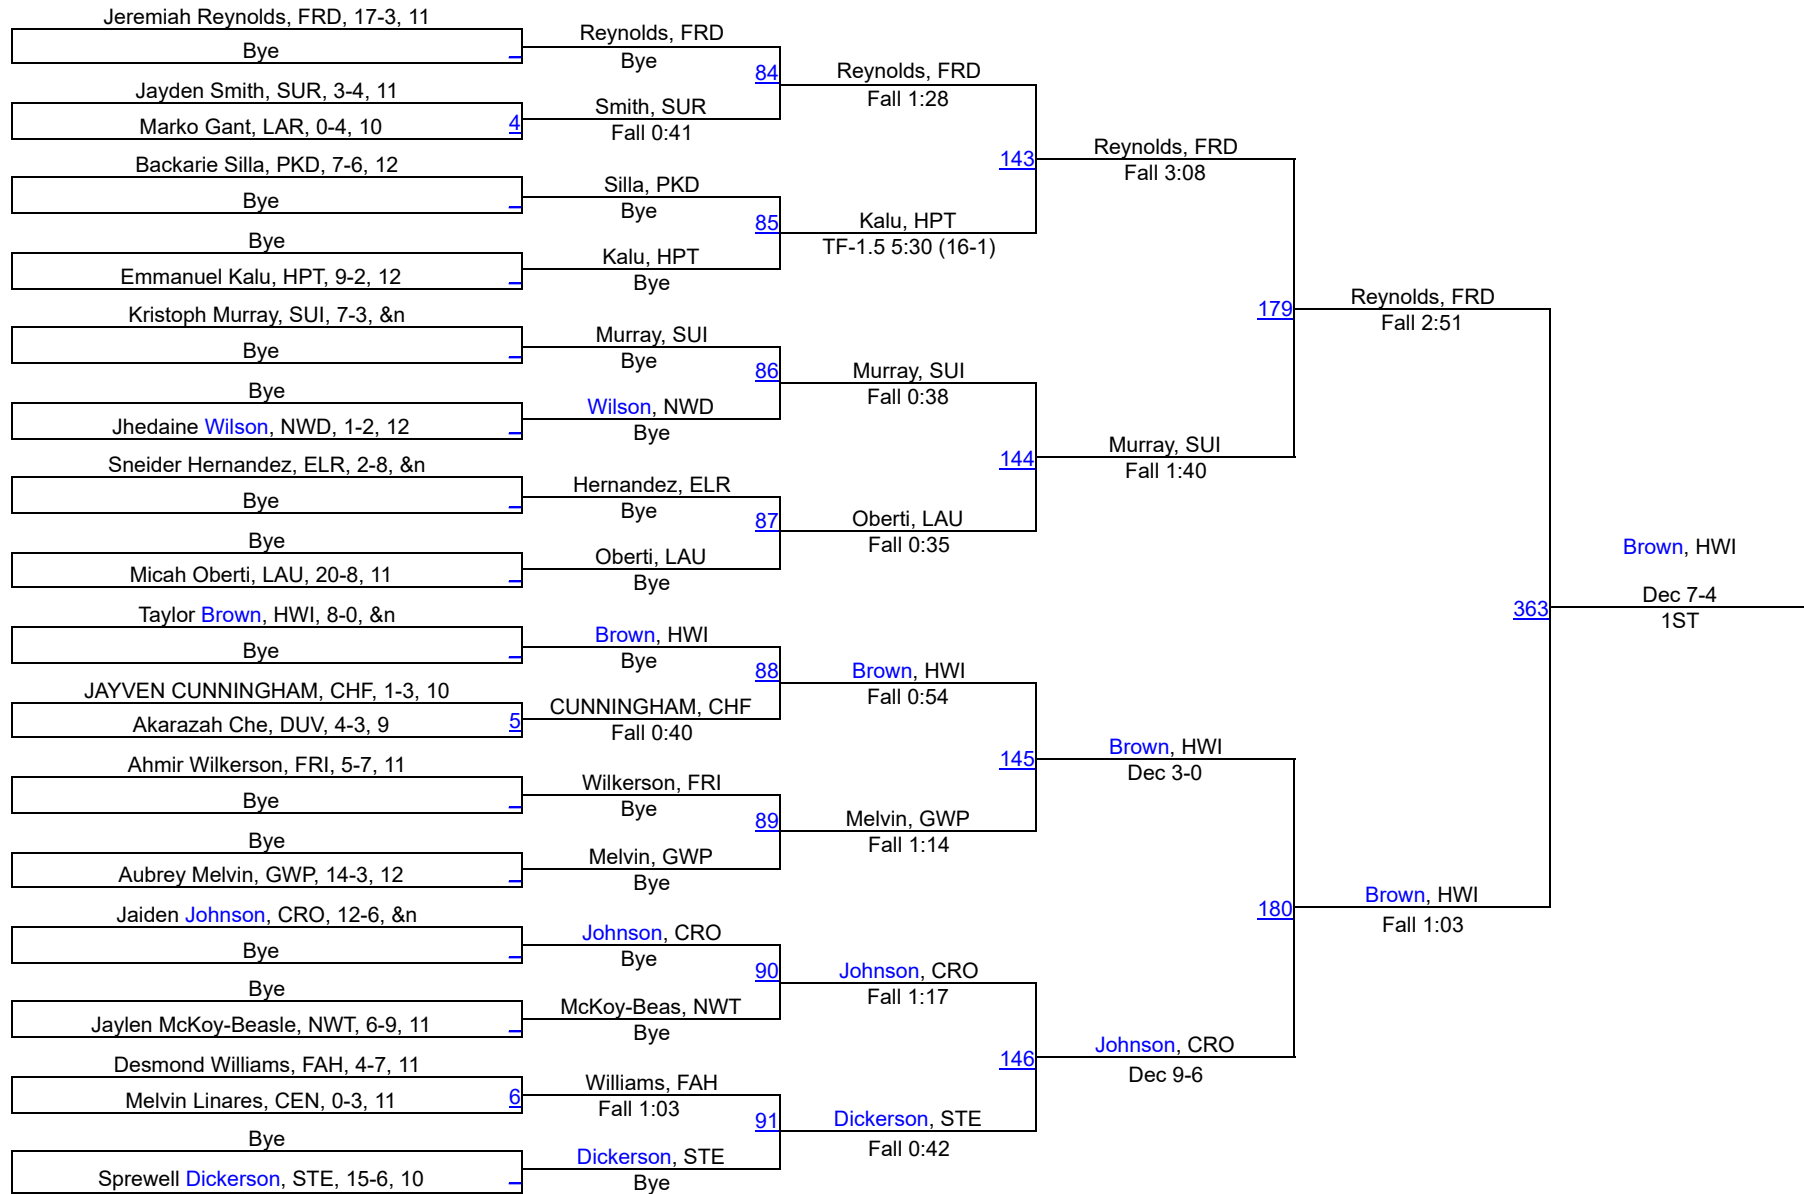 Jeremiah Reynolds, FRD, 17-3, 11
Bye
Jayden Smith, SUR, 3-4, 11
Marko Gant, LAR, 0-4, 10
4
Backarie Silla, PKD, 7-6, 12
Bye
Bye
Emmanuel Kalu, HPT, 9-2, 12
Kristoph Murray, SUI, 7-3, &n
Bye
Bye
Jhedaine Wilson, NWD, 1-2, 12
Sneider Hernandez, ELR, 2-8, &n
Bye
Bye
Micah Oberti, LAU, 20-8, 11
Taylor Brown, HWI, 8-0, &n
Bye
JAYVEN CUNNINGHAM, CHF, 1-3, 10
Akarazah Che, DUV, 4-3, 9
5
Ahmir Wilkerson, FRI, 5-7, 11
Bye
Bye
Aubrey Melvin, GWP, 14-3, 12
Jaiden Johnson, CRO, 12-6, &n
Bye
Bye
Jaylen McKoy-Beasle, NWT, 6-9, 11
Desmond Williams, FAH, 4-7, 11
Melvin Linares, CEN, 0-3, 11
6
Bye
Sprewell Dickerson, STE, 15-6, 10
Reynolds, FRD
Bye
84
Smith, SUR
Fall 0:41
Silla, PKD
Bye
85
Kalu, HPT
Bye
Murray, SUI
Bye
86
Wilson, NWD
Bye
Hernandez, ELR
Bye
87
Oberti, LAU
Bye
Brown, HWI
Bye
88
CUNNINGHAM, CHF
Fall 0:40
Wilkerson, FRI
Bye
89
Melvin, GWP
Bye
Johnson, CRO
Bye
90
McKoy-Beas, NWT
Bye
Williams, FAH
Fall 1:03
91
Dickerson, STE
Bye
Reynolds, FRD
Fall 1:28
143
Kalu, HPT
TF-1.5 5:30 (16-1)
Murray, SUI
Fall 0:38
144
Oberti, LAU
Fall 0:35
Brown, HWI
Fall 0:54
145
Melvin, GWP
Fall 1:14
Johnson, CRO
Fall 1:17
146
Dickerson, STE
Fall 0:42
Reynolds, FRD
Fall 3:08
179
Murray, SUI
Fall 1:40
Brown, HWI
Dec 3-0
180
Johnson, CRO
Dec 9-6
Reynolds, FRD
Fall 2:51
363
Brown, HWI
Fall 1:03
Brown, HWI
Dec 7-4
1ST